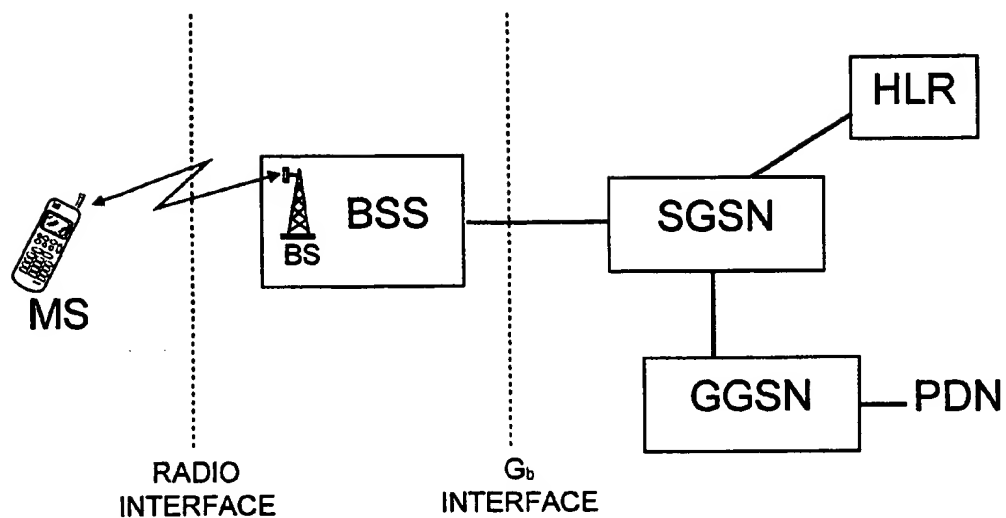 HLR
BSS
SGSN
BS
MS
GGSN
PDN
RADIO
INTERFACE
Gb
INTERFACE